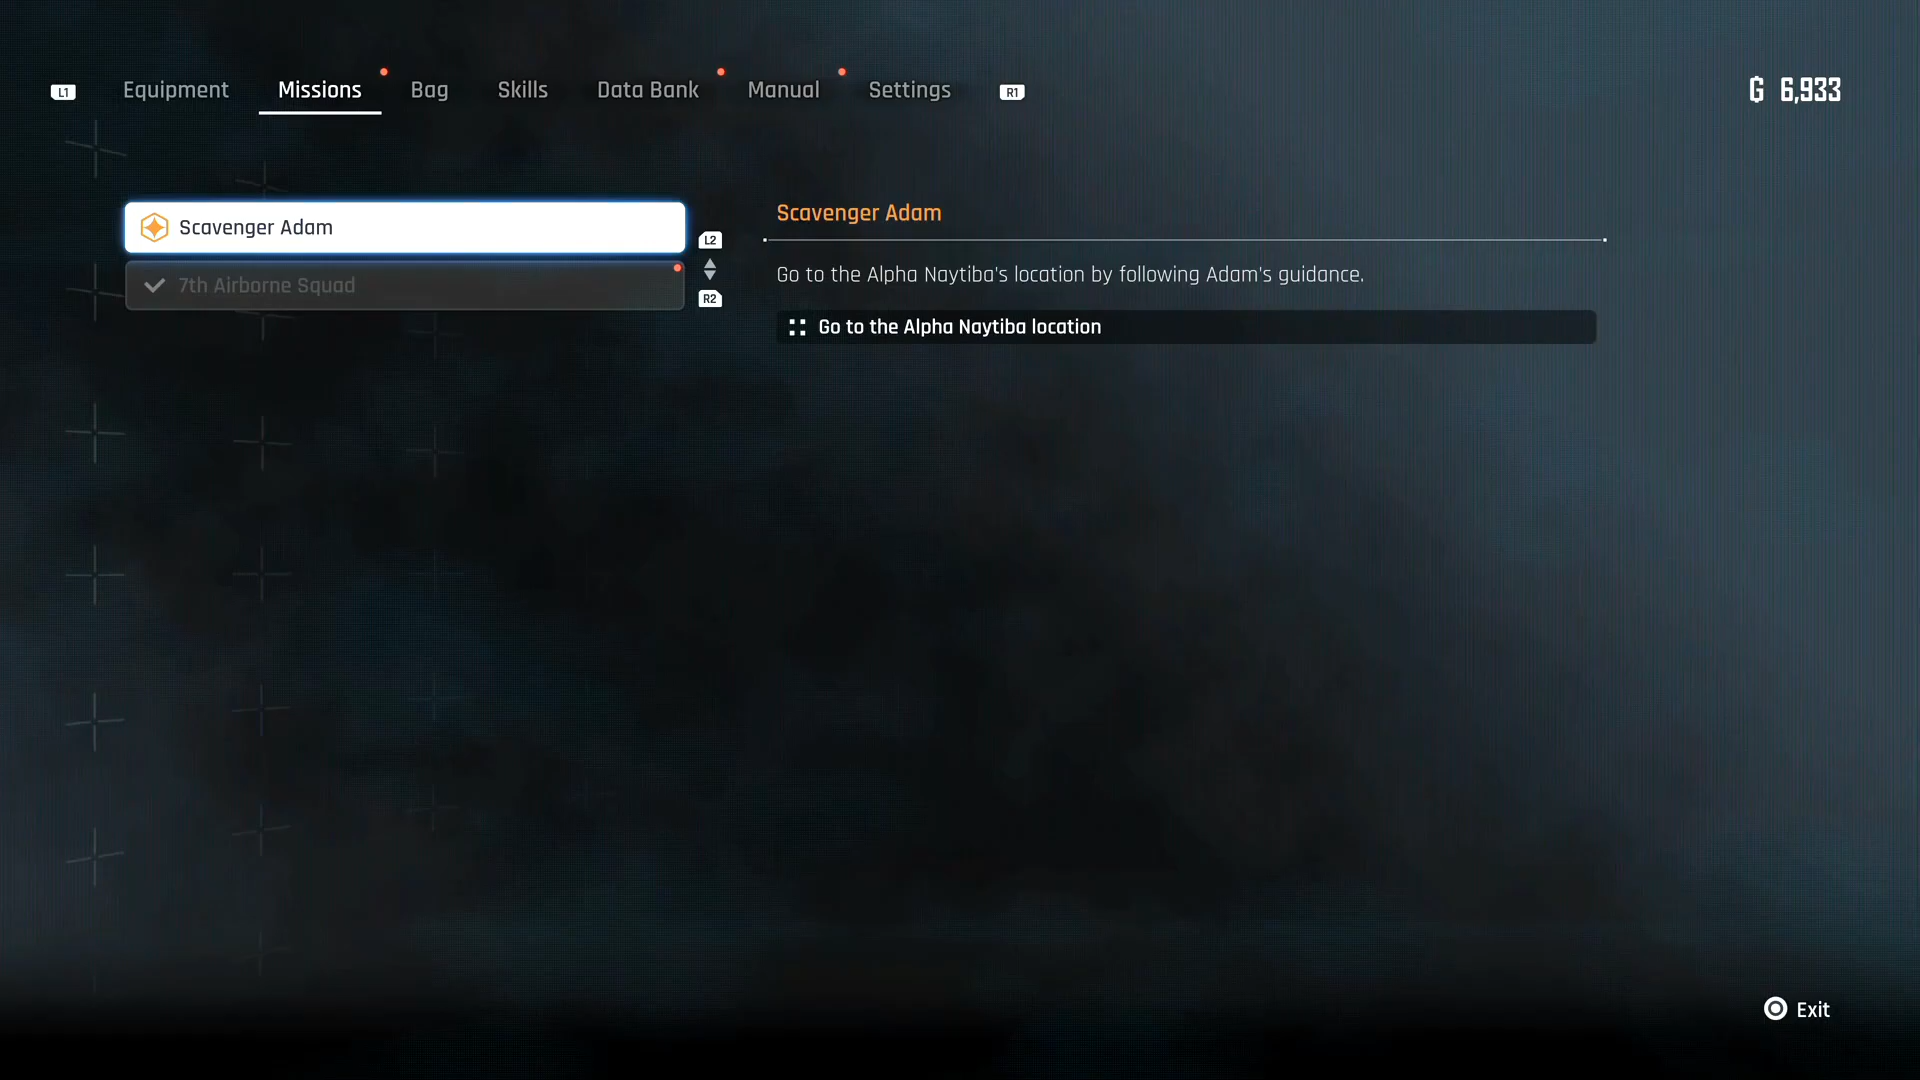 L1 Equipment Missions Bag Skills Data Bank Manual Settings R1 G 6,933
Scavenger Adam
7th Airborne Squad
L2
R2
Scavenger Adam
Go to the Alpha Naytiba's location by following Adam's guidance.
Go to the Alpha Naytiba location
Exit